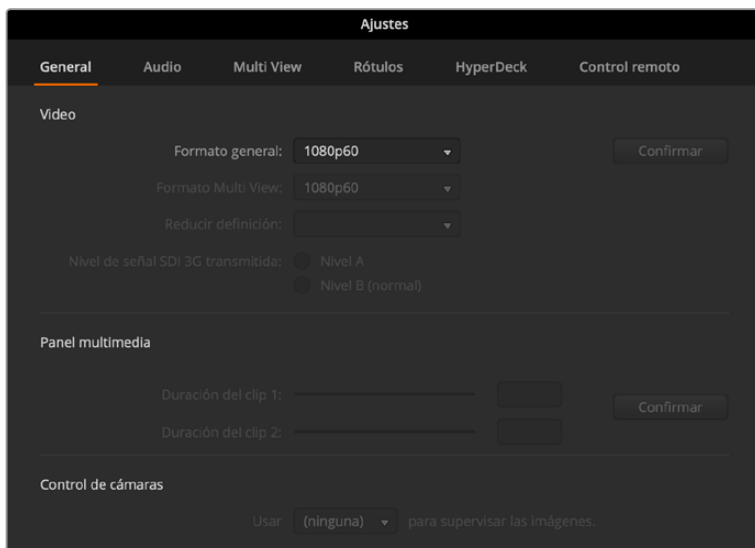 Ajustes
General Audio Multi View Rótulos HyperDeck Control remoto
Video
Formato general: 1080p60 Confirmar
Formato Multi View: 1080p60
Reducir definición:
Nivel de señal SDI 3G transmitida: Nivel A
Nivel B (normal)
Panel multimedia
Duración del clip 1:
Confirmar
Duración del clip 2:
Control de cámaras
Usar (ninguna) para supervisar las imágenes.